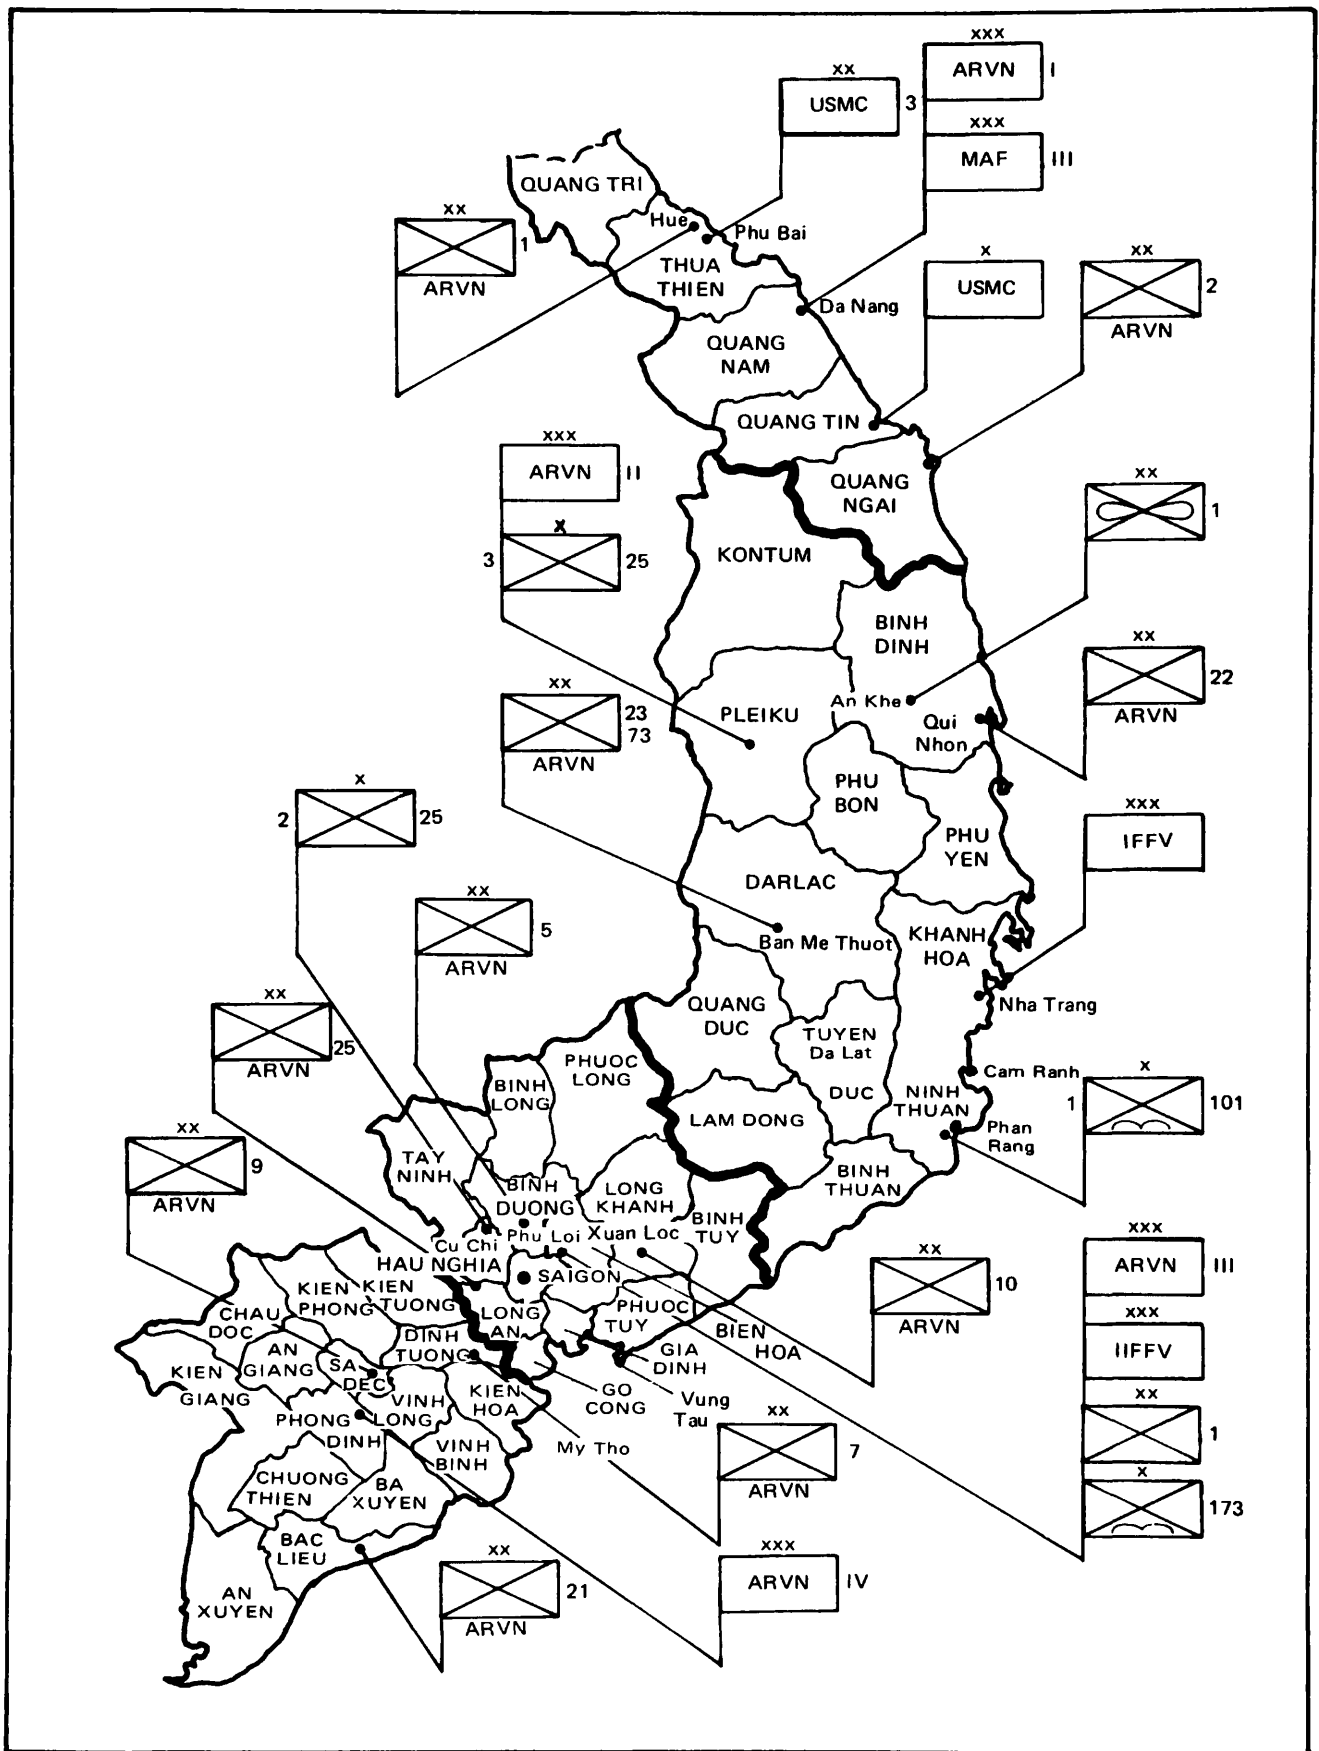 xxx
ARVN I
xx
USMC 3
xxx
MAF III
QUANG TRI
xx
1
ARVN
Hue
Phu Bai
THUA
THIEN
x
USMC
xx
2
ARVN
Da Nang
QUANG
NAM
QUANG TIN
xxx
ARVN II
QUANG
NGAI
xx
1
x
3 25
KONTUM
BINH
DINH
xx
22
ARVN
xx
23
73
ARVN
PLEIKU
An Khe
Qui
Nhon
PHU
BON
x
2 25
xxx
IFFV
PHU
YEN
DARLAC
xx
5
ARVN
Ban Me Thuot
KHANH
HOA
xx
25
ARVN
QUANG
DUC
Nha Trang
TUYEN
Da Lat
DUC
PHUOC
LONG
BINH
LONG
Cam Ranh
x
1 101
NINH
THUAN
LAM DONG
Phan
Rang
xx
9
ARVN
TAY
NINH
BINH
THUAN
BINH
DUONG
LONG
KHANH
BINH
TUY
Cu Chi
Phu Loi
Xuan Loc
HAU NGHIA
SAIGON
xx
10
ARVN
xxx
ARVN III
KIEN
PHONG
KIEN
TUONG
CHAU
DOC
LONG
AN
PHUOC
TUY
BIEN
HOA
xxx
IIFFV
DINH
TUONG
GIA
DINH
AN
GIANG
KIEN
GIANG
SA
DEC
VINH
LONG
KIEN
HOA
GO
CONG
Vung
Tau
xx
1
PHONG
DINH
VINH
BINH
My Tho
xx
7
ARVN
x
173
CHUONG
THIEN
BA
XUYEN
BAC
LIEU
xx
21
ARVN
xxx
ARVN IV
AN
XUYEN